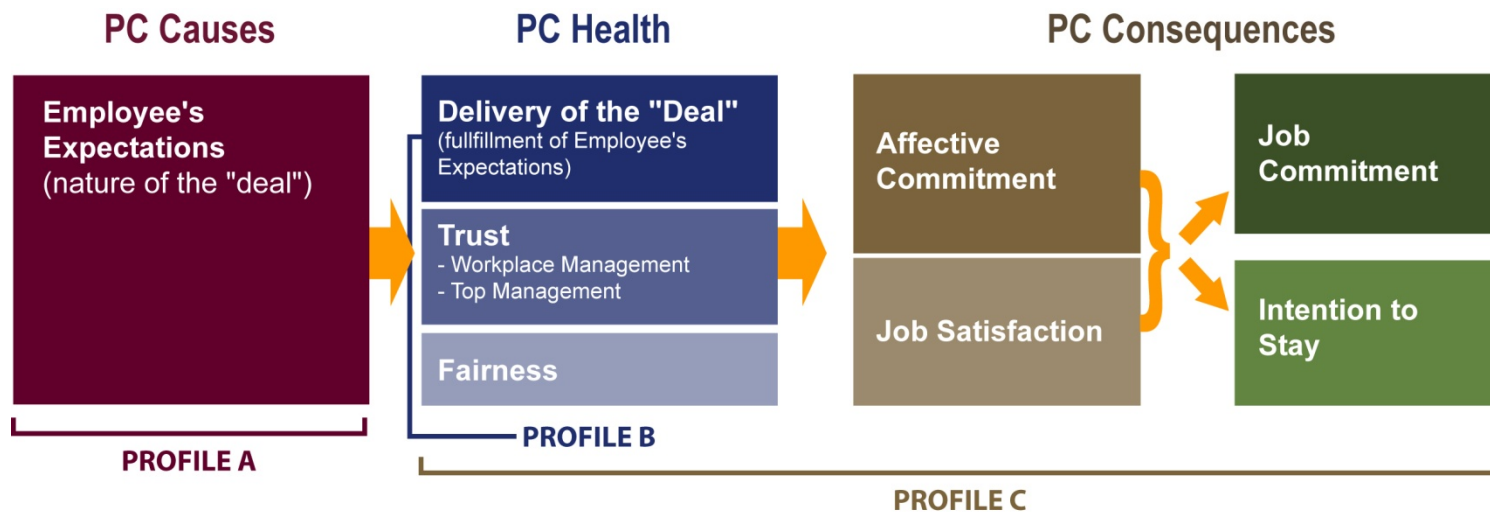 PC Causes
PC Health
PC Consequences
Employee's
Expectations
(nature of the "deal")
Delivery of the "Deal"
(fullfillment of Employee's
Expectations)
Trust
- Workplace Management
- Top Management
Fairness
Affective
Commitment
Job Satisfaction
Job
Commitment
Intention to
Stay
PROFILE A
PROFILE B
PROFILE C